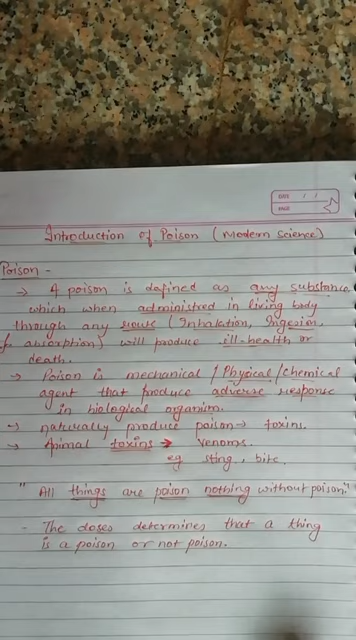 DATE / /
PAGE
Introduction of Poison (Modern Science)
Poison -
→ A poison is defined as any substance
which when administred in living body
through any route (Inhalation, Ingesion,
& absorption) will produce ill-health or
death.
→ Poison is mechanical / Physical / chemical
agent that produce adverse response
in biological organism.
→ naturally produce poison → toxins.
→ Animal toxins → venoms.
eg sting, bite.
"All things are poison nothing without poison."
- The doses determines that a thing
is a poison or not poison.